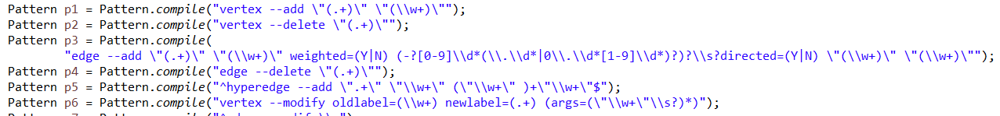 Pattern p1 = Pattern.compile("vertex --add \"(.+)\" \"(\\w+)\"");
Pattern p2 = Pattern.compile("vertex --delete \"(.+)\"");
Pattern p3 = Pattern.compile(
"edge --add \"(.+)\" \"(\\w+)\" weighted=(Y|N) (-?[0-9]\\d*(\\.\\d*|0\\.\\d*[1-9]\\d*)?)?\\s?directed=(Y|N) \"(\\w+)\" \"(\\w+)\"");
Pattern p4 = Pattern.compile("edge --delete \"(.+)\"");
Pattern p5 = Pattern.compile("^hyperedge --add \".+\" \"\\w+\" (\"\\w+\" )+\"\\w+\"$");
Pattern p6 = Pattern.compile("vertex --modify oldlabel=(\\w+) newlabel=(.+) (args=(\"\\w+\"\\s?)*)");